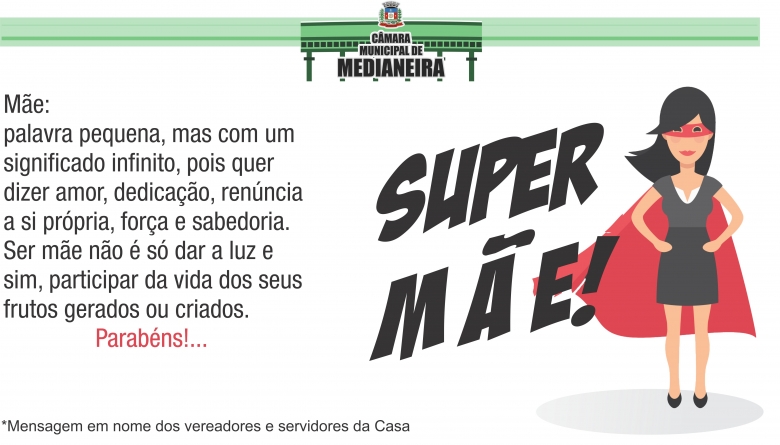 CÂMARA
MUNICIPAL DE
MEDIANEIRA
Mãe:
palavra pequena, mas com um
significado infinito, pois quer
dizer amor, dedicação, renúncia
a si própria, força e sabedoria.
Ser mãe não é só dar a luz e
sim, participar da vida dos seus
frutos gerados ou criados.
Parabéns!...
SUPER
MÃE!
*Mensagem em nome dos vereadores e servidores da Casa